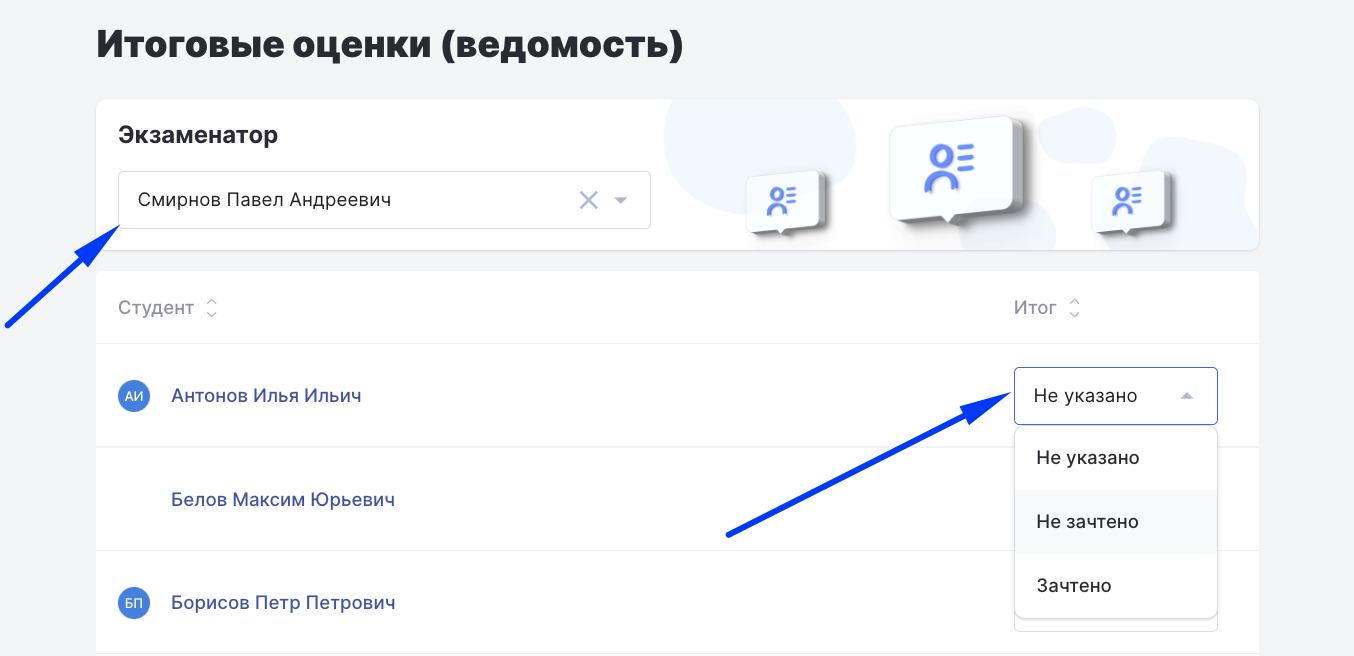 Итоговые оценки (ведомость)
Экзаменатор
Смирнов Павел Андреевич
Студент Итог
АИ Антонов Илья Ильич Не указано
Не указано
Белов Максим Юрьевич
Не зачтено
Зачтено
БП Борисов Петр Петрович